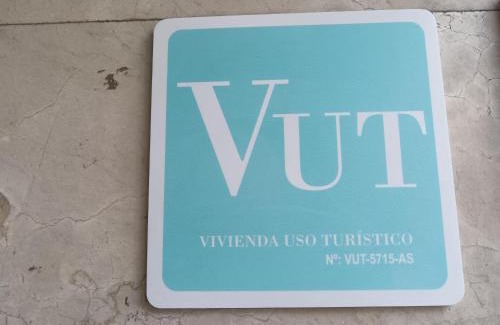 VUT
VIVIENDA USO TURÍSTICO
Nº: VUT-5715-AS